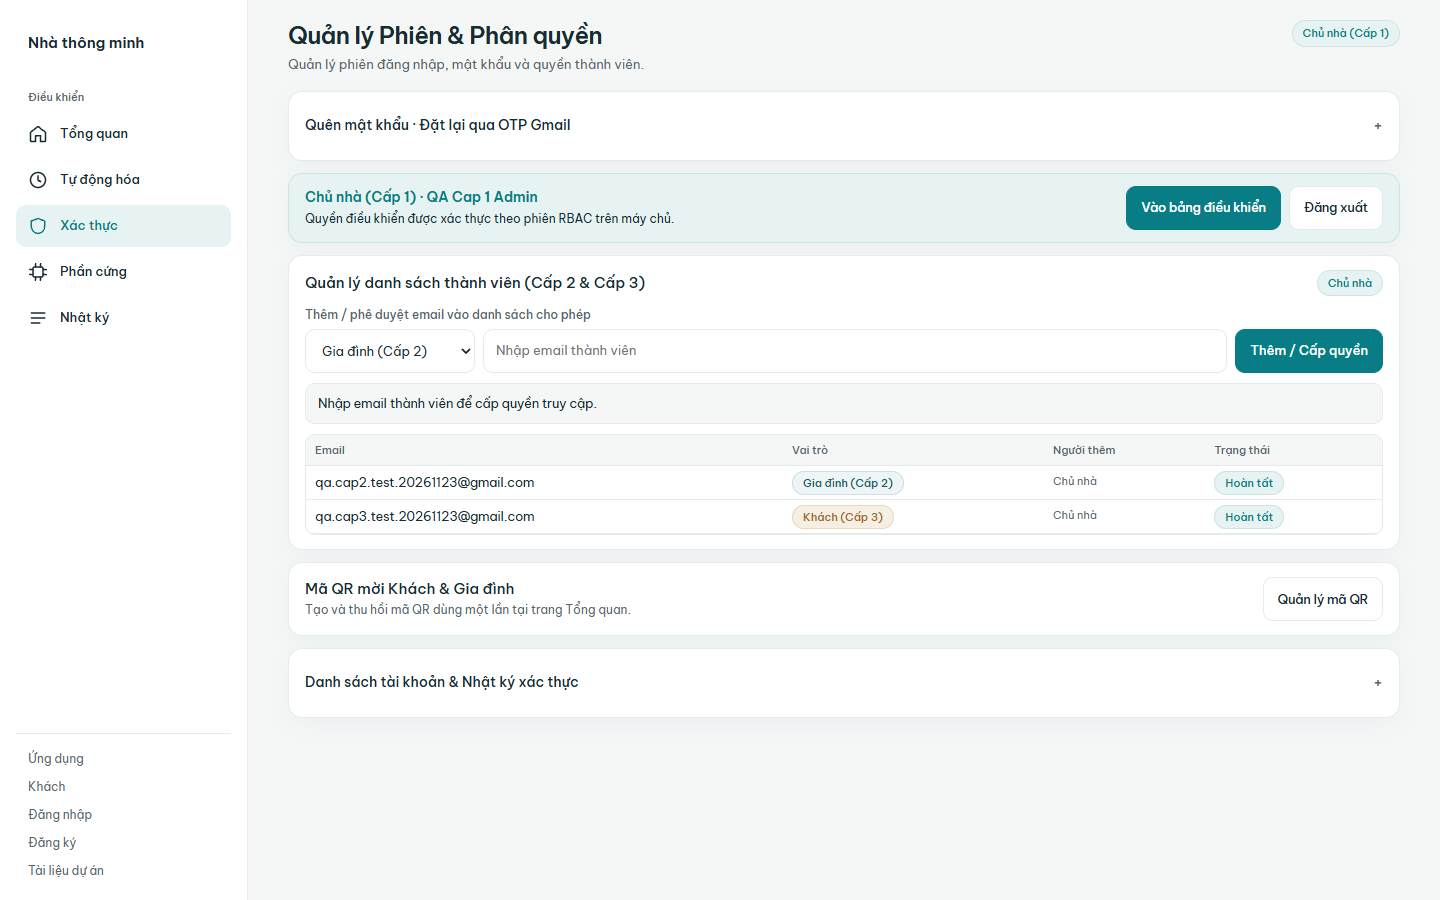 Nhà thông minh
Điều khiển
Tổng quan
Tự động hóa
Xác thực
Phần cứng
Nhật ký
Ứng dụng
Khách
Đăng nhập
Đăng ký
Tài liệu dự án
Quản lý Phiên & Phân quyền
Chủ nhà (Cấp 1)
Quản lý phiên đăng nhập, mật khẩu và quyền thành viên.
Quên mật khẩu · Đặt lại qua OTP Gmail
+
Chủ nhà (Cấp 1) · QA Cap 1 Admin
Quyền điều khiển được xác thực theo phiên RBAC trên máy chủ.
Vào bảng điều khiển
Đăng xuất
Quản lý danh sách thành viên (Cấp 2 & Cấp 3)
Chủ nhà
Thêm / phê duyệt email vào danh sách cho phép
Gia đình (Cấp 2)
Nhập email thành viên
Thêm / Cấp quyền
Nhập email thành viên để cấp quyền truy cập.
Email Vai trò Người thêm Trạng thái
qa.cap2.test.20261123@gmail.com Gia đình (Cấp 2) Chủ nhà Hoàn tất
qa.cap3.test.20261123@gmail.com Khách (Cấp 3) Chủ nhà Hoàn tất
Mã QR mời Khách & Gia đình
Tạo và thu hồi mã QR dùng một lần tại trang Tổng quan.
Quản lý mã QR
Danh sách tài khoản & Nhật ký xác thực
+